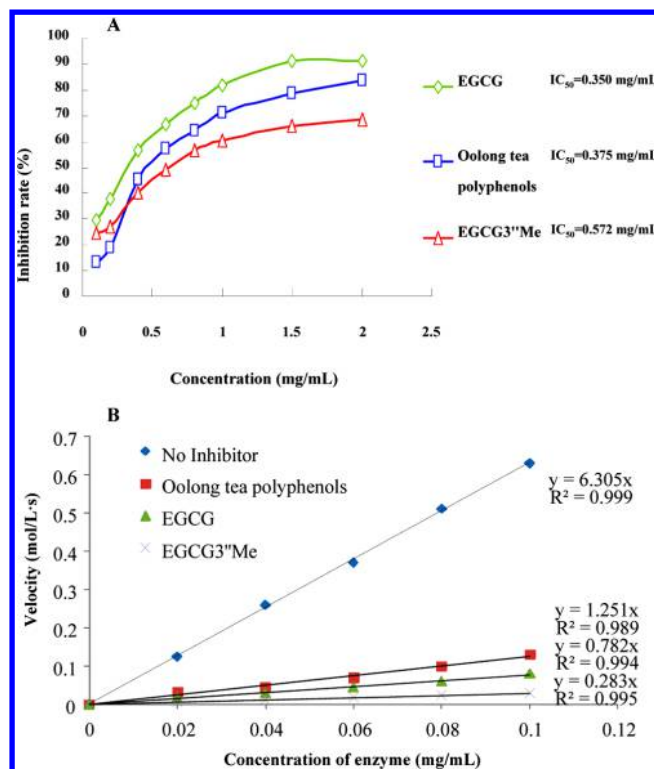 A
100
90
80
70
60
50
40
30
20
10
0
Inhibition rate (%)
0 0.5 1 1.5 2 2.5
Concentration (mg/mL)
EGCG IC50=0.350 mg/mL
Oolong tea IC50=0.375 mg/mL
polyphenols
EGCG3"Me IC50=0.572 mg/mL
B
0.7
0.6
0.5
0.4
0.3
0.2
0.1
0
Velocity (mol/L·s)
No Inhibitor
Oolong tea polyphenols
EGCG
EGCG3"Me
y = 6.305x
R² = 0.999
y = 1.251x
R² = 0.989
y = 0.782x
R² = 0.994
y = 0.283x
R² = 0.995
0 0.02 0.04 0.06 0.08 0.1 0.12
Concentration of enzyme (mg/mL)